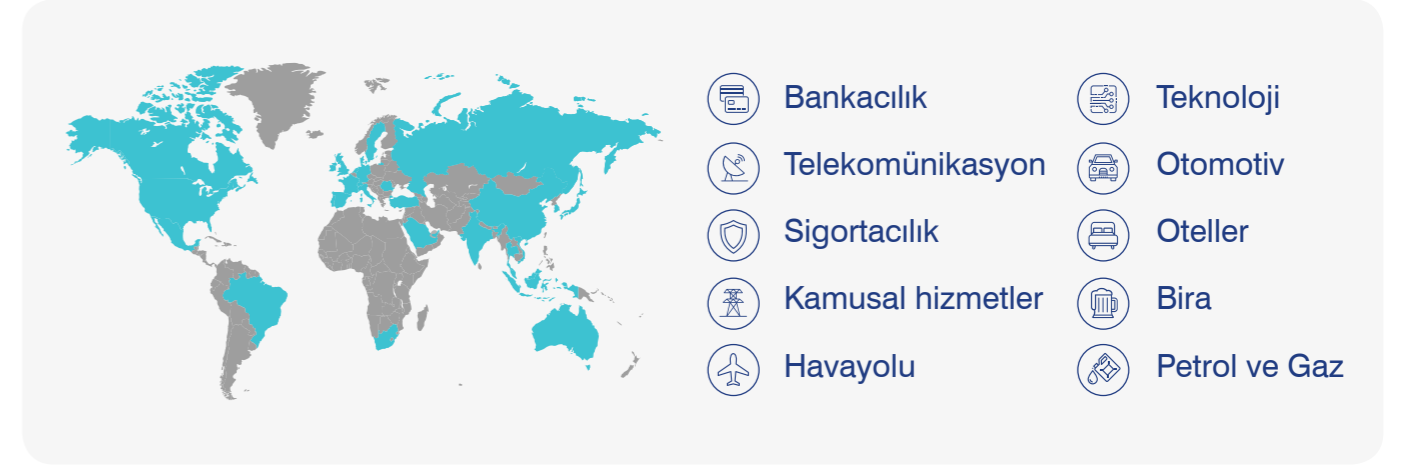 Bankacılık
Telekomünikasyon
Sigortacılık
Kamusal hizmetler
Havayolu
Teknoloji
Otomotiv
Oteller
Bira
Petrol ve Gaz